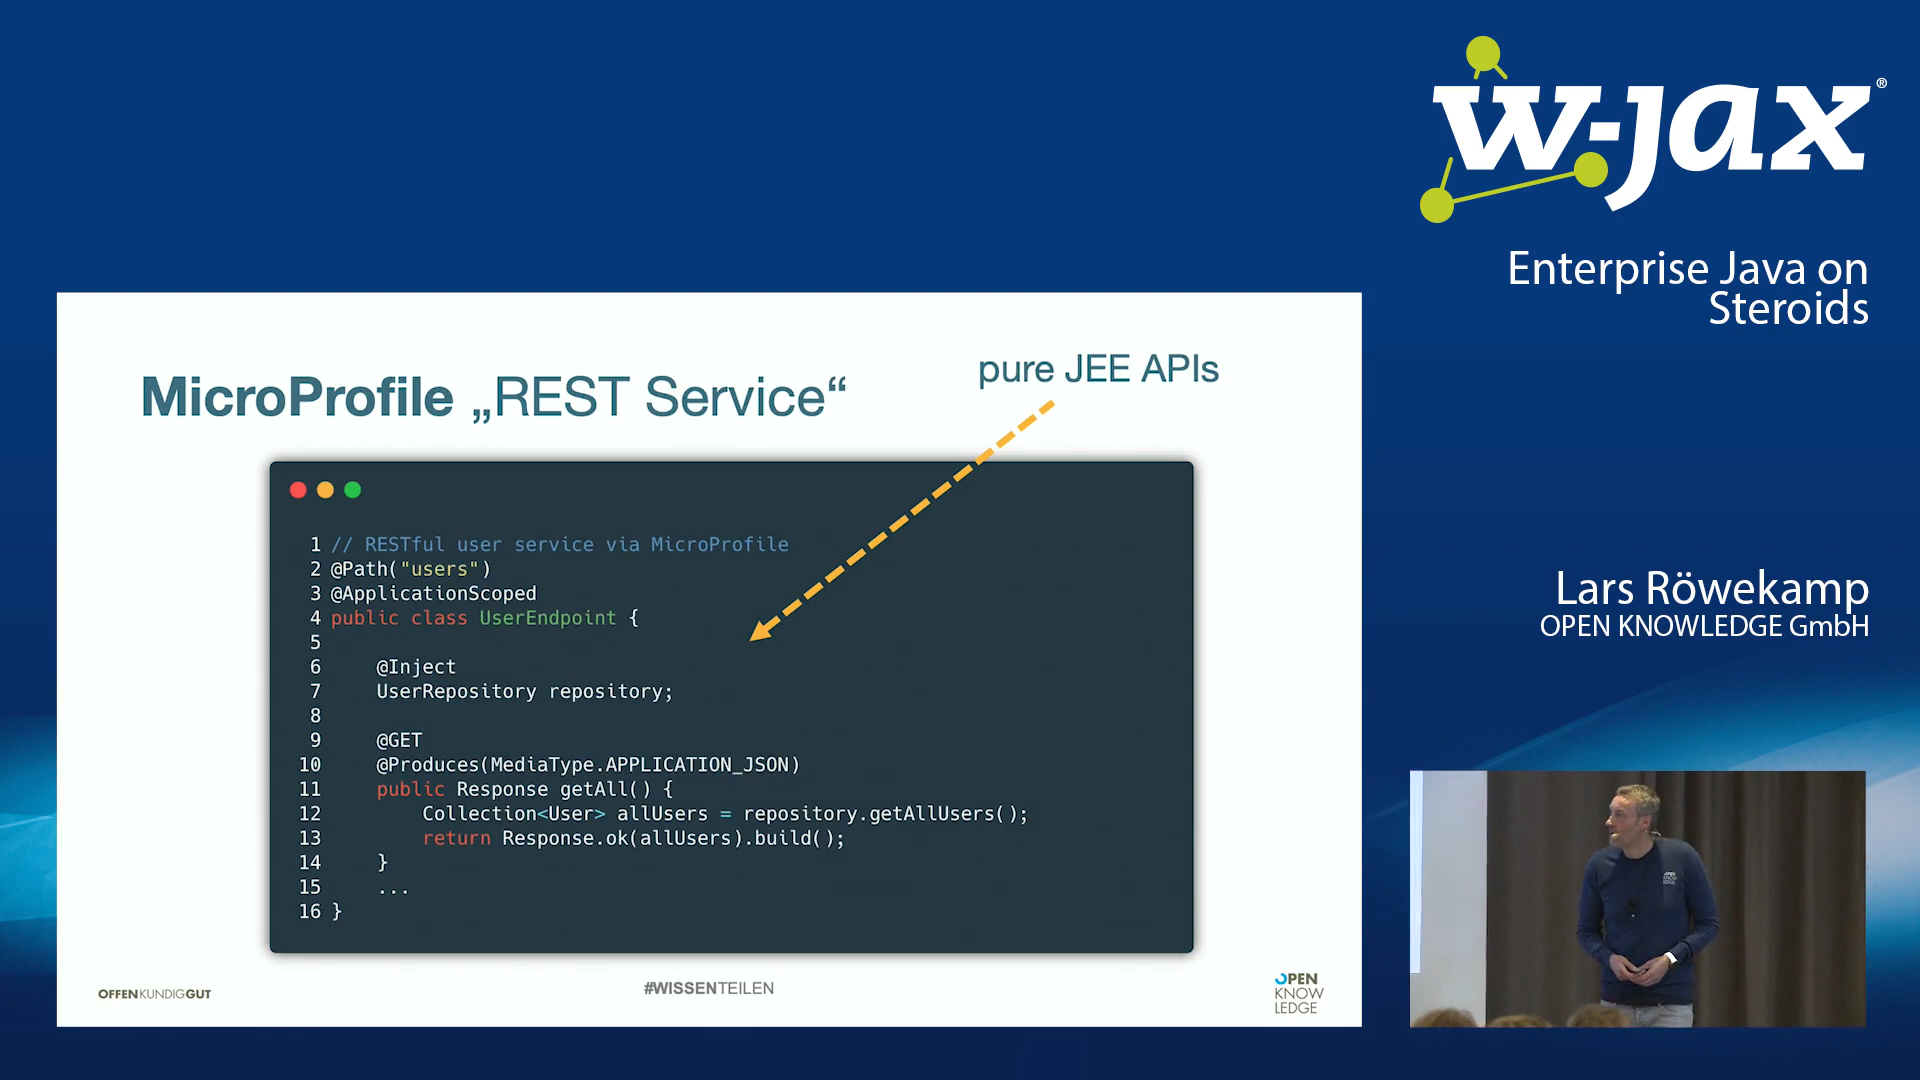 w-jax®
Enterprise Java on
Steroids
MicroProfile „REST Service“
pure JEE APIs
1 // RESTful user service via MicroProfile
2 @Path("users")
3 @ApplicationScoped
4 public class UserEndpoint {
5
6     @Inject
7     UserRepository repository;
8
9     @GET
10     @Produces(MediaType.APPLICATION_JSON)
11     public Response getAll() {
12         Collection<User> allUsers = repository.getAllUsers();
13         return Response.ok(allUsers).build();
14     }
15     ...
16 }
OFFENKUNDIGGUT
#WISSENTEILEN
OPEN
KNOW
LEDGE
Lars Röwekamp
OPEN KNOWLEDGE GmbH
OPEN
KNOW
LEDGE